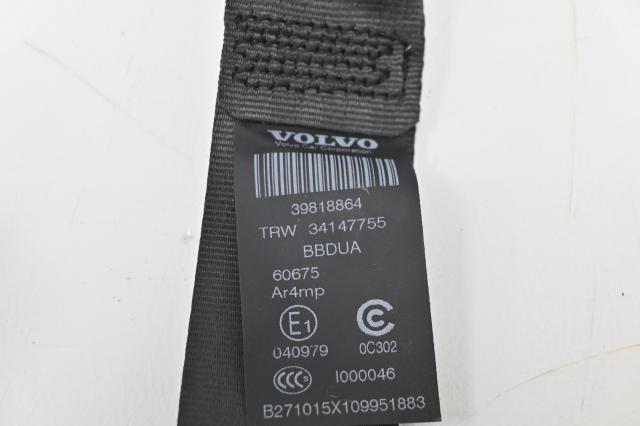 VOLVO
Volvo Car Corporation
39818864
TRW 34147755
BBDUA
60675
Ar4mp
E1
040979 0C302
CCC S I000046
B271015X109951883